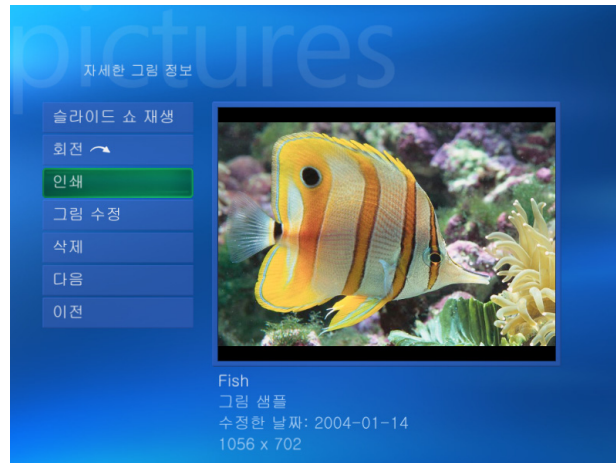 pictures
자세한 그림 정보
슬라이드 쇼 재생
회전
인쇄
그림 수정
삭제
다음
이전
Fish
그림 샘플
수정한 날짜: 2004-01-14
1056 x 702